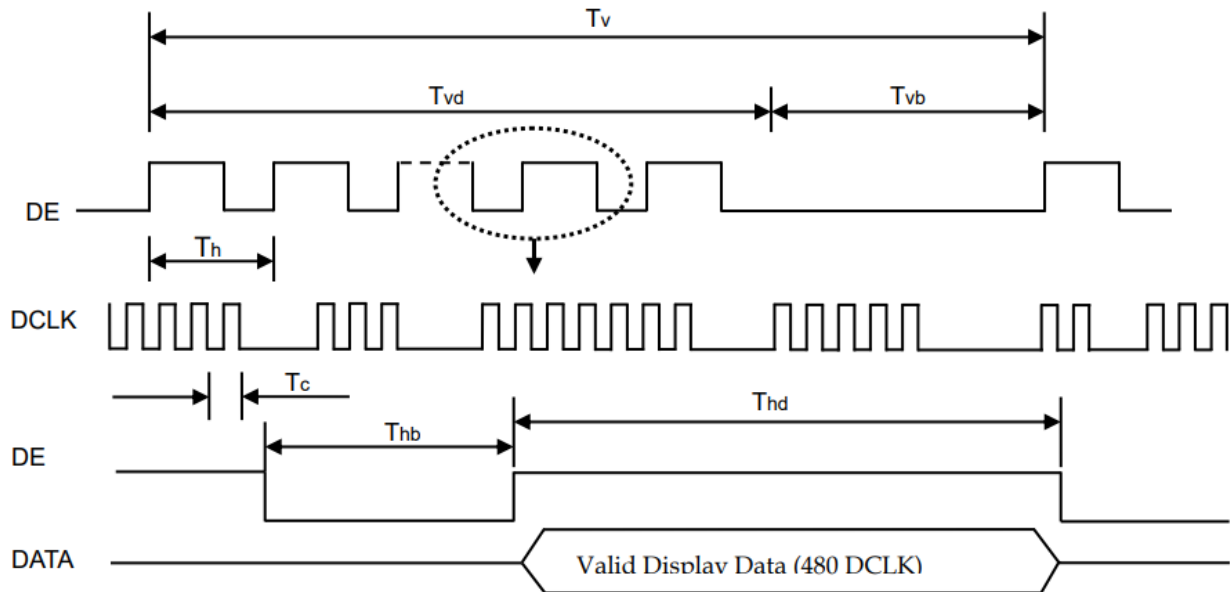 Tv
Tvd
Tvb
DE
Th
DCLK
Tc
Thd
Thb
DE
Valid Display Data (480 DCLK)
DATA